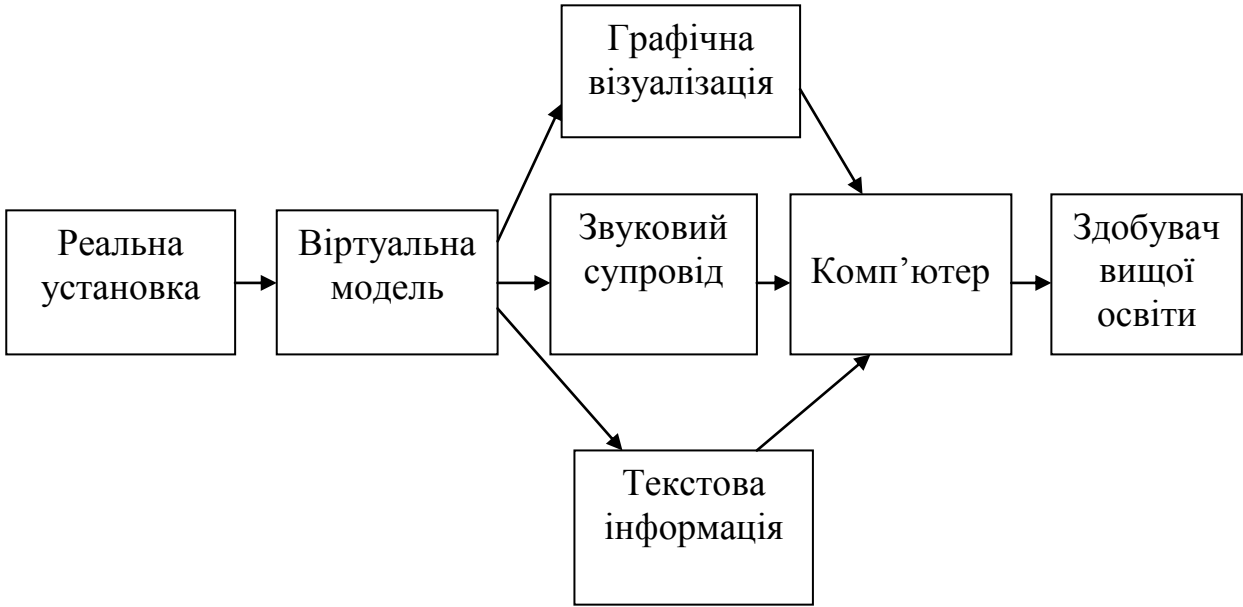 Графічна
візуалізація
Реальна
установка
Віртуальна
модель
Звуковий
супровід
Комп’ютер
Здобувач
вищої
освіти
Текстова
інформація